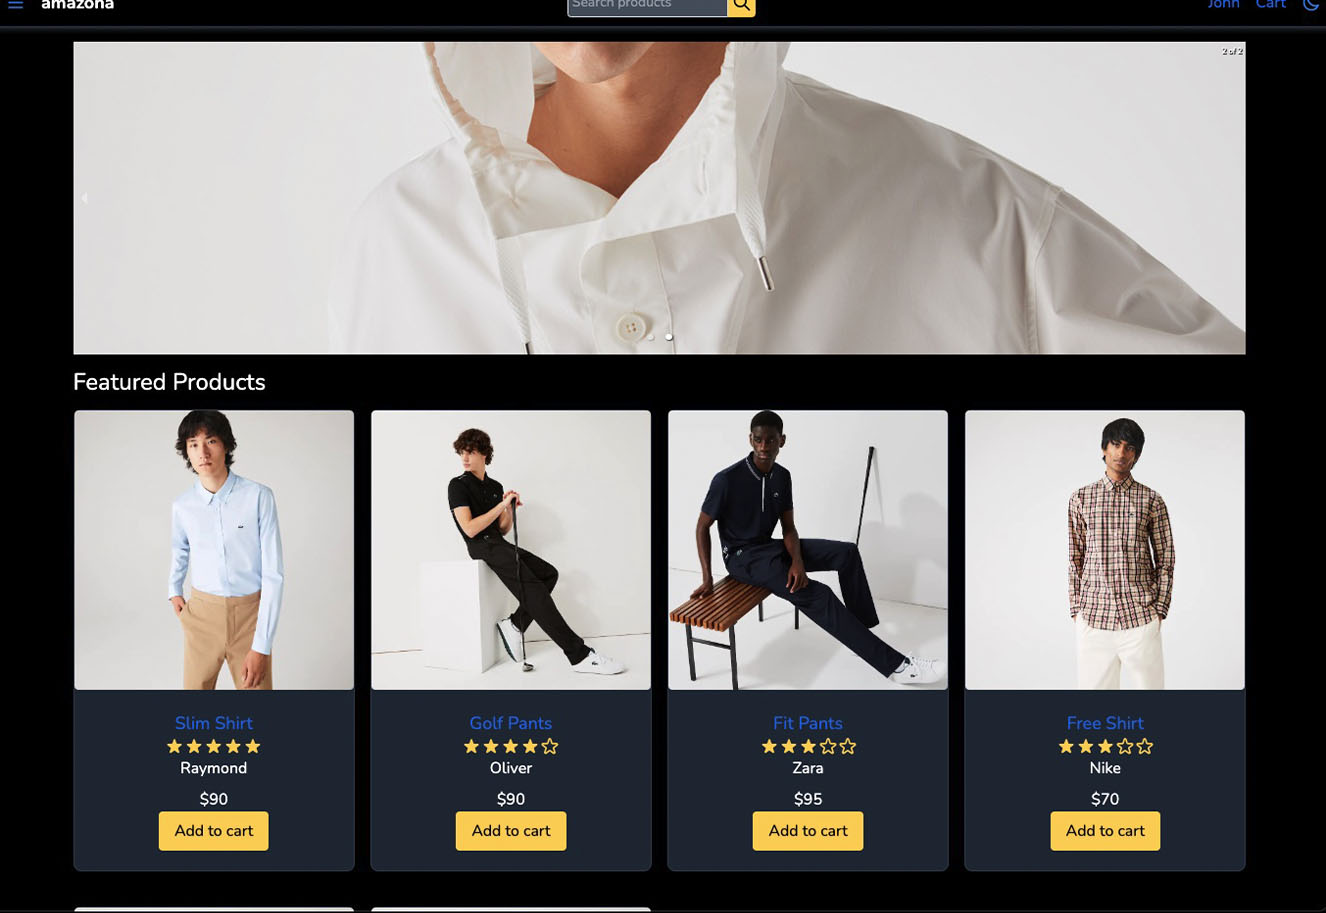 amazona
Search products
John
Cart
2 of 2
Featured Products
Slim Shirt
Raymond
$90
Add to cart
Golf Pants
Oliver
$90
Add to cart
Fit Pants
Zara
$95
Add to cart
Free Shirt
Nike
$70
Add to cart